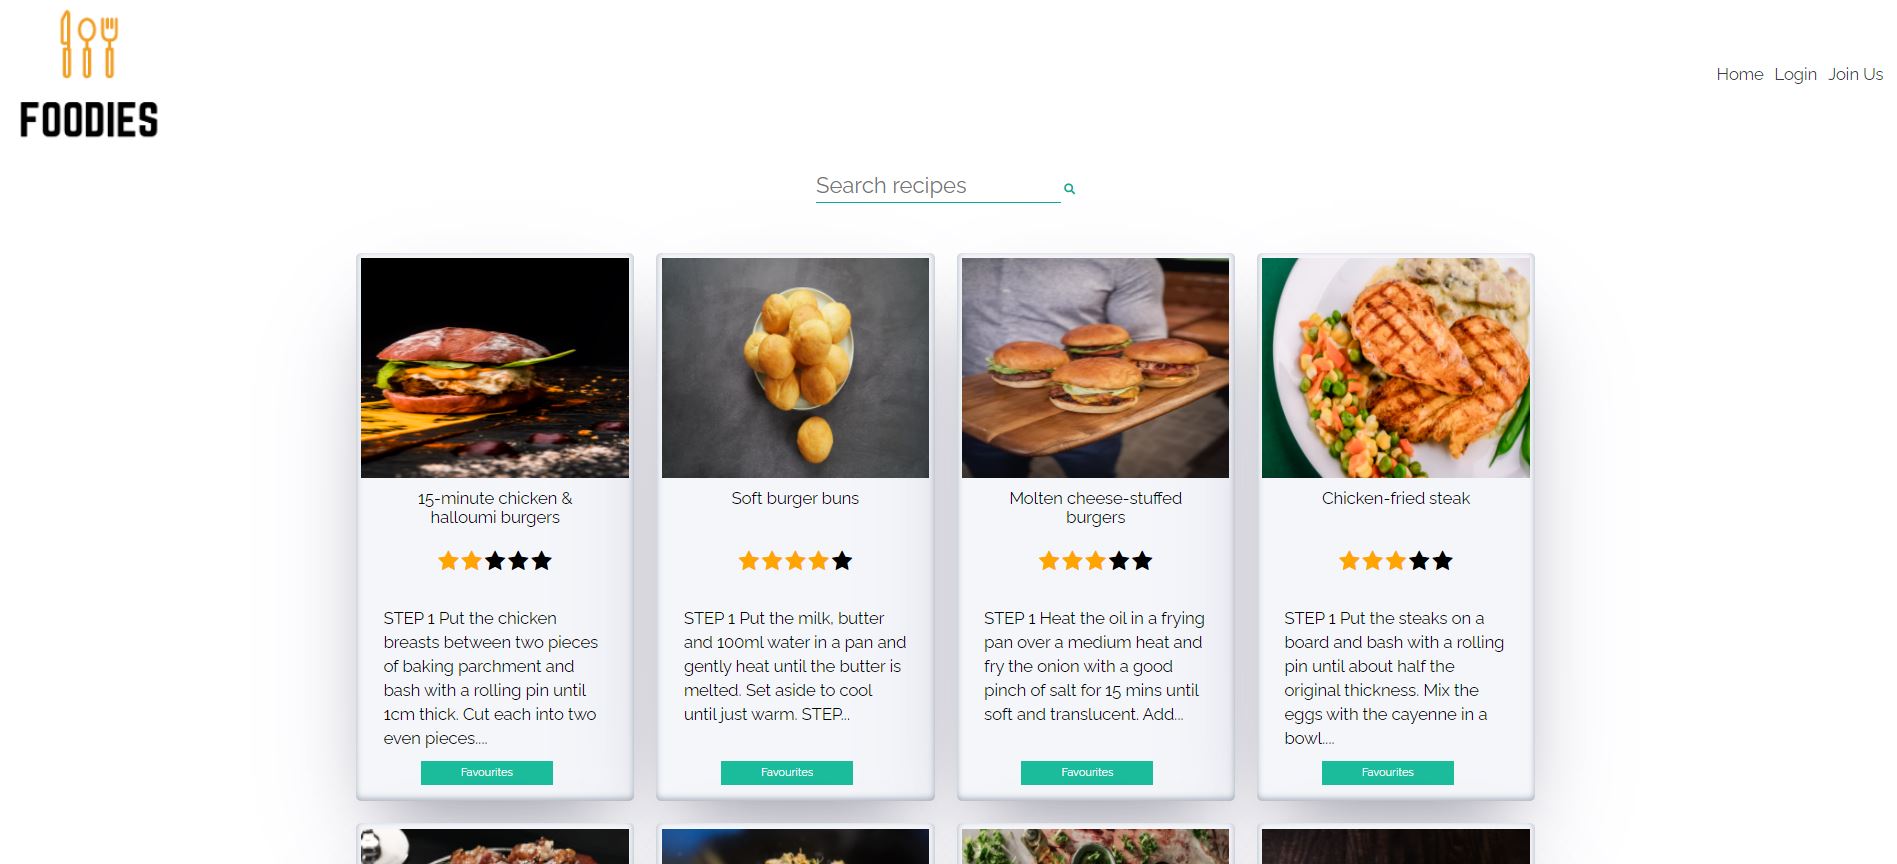 FOODIES
Home Login Join Us
Search recipes
15-minute chicken &
halloumi burgers
STEP 1 Put the chicken
breasts between two pieces
of baking parchment and
bash with a rolling pin until
1cm thick. Cut each into two
even pieces....
Favourites
Soft burger buns
STEP 1 Put the milk, butter
and 100ml water in a pan and
gently heat until the butter is
melted. Set aside to cool
until just warm. STEP...
Favourites
Molten cheese-stuffed
burgers
STEP 1 Heat the oil in a frying
pan over a medium heat and
fry the onion with a good
pinch of salt for 15 mins until
soft and translucent. Add...
Favourites
Chicken-fried steak
STEP 1 Put the steaks on a
board and bash with a rolling
pin until about half the
original thickness. Mix the
eggs with the cayenne in a
bowl....
Favourites